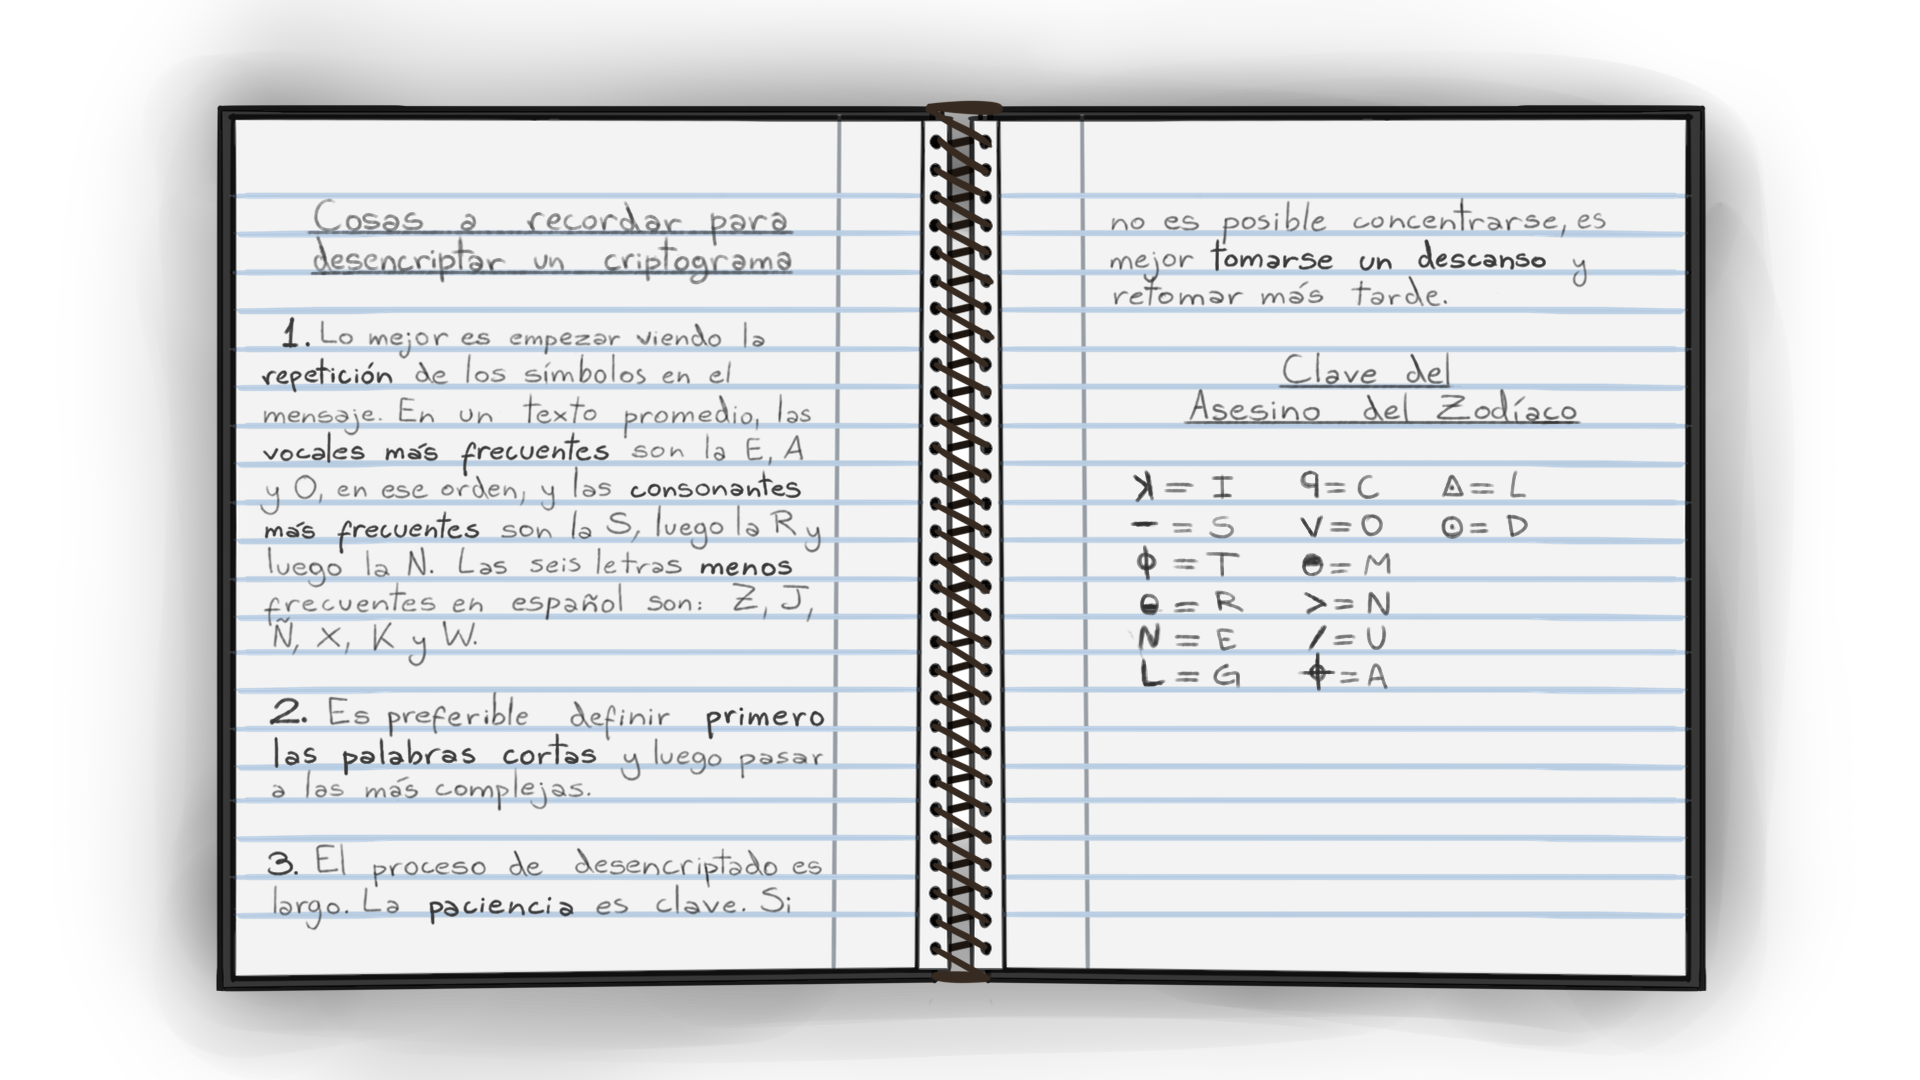 Cosas a recordar para
desencriptar un criptograma
1. Lo mejor es empezar viendo la
repetición de los símbolos en el
mensaje. En un texto promedio, las
vocales más frecuentes son la E, A
y O, en ese orden, y las consonantes
más frecuentes son la S, luego la R y
luego la N. Las seis letras menos
frecuentes en español son: Z, J,
Ñ, X, K y W.
2. Es preferible definir primero
las palabras cortas y luego pasar
a las más complejas.
3. El proceso de desencriptado es
largo. La paciencia es clave. Si
no es posible concentrarse, es
mejor tomarse un descanso y
retomar más tarde.
Clave del
Asesino del Zodíaco
ꓘ = I q = C ◬ = L
— = S V = O ⊙ = D
ϕ = T ◓ = M
◒ = R > = N
N = E / = U
L = G ⌖ = A